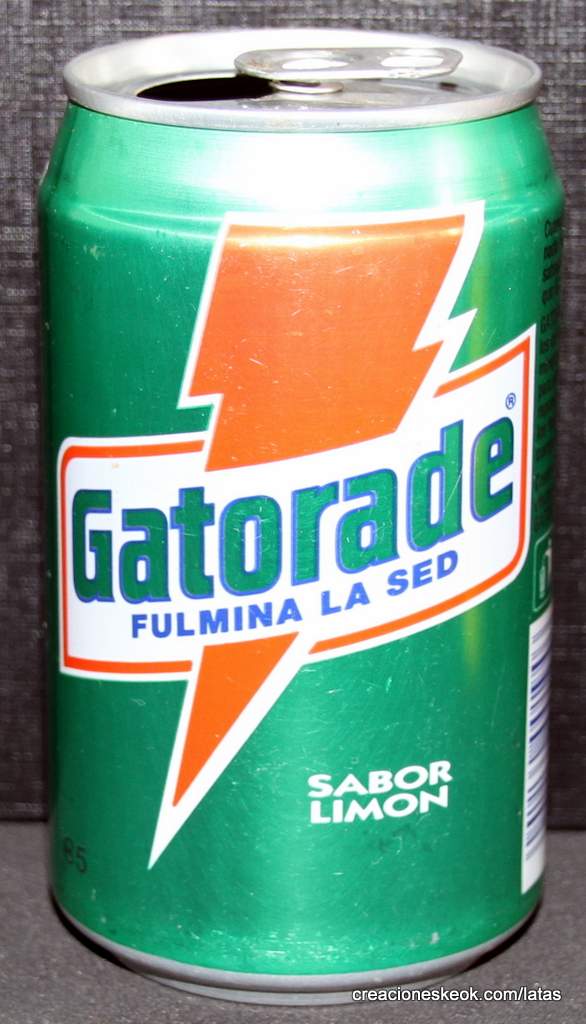 Gatorade®
FULMINA LA SED
SABOR
LIMON
creacioneskeok.com/latas